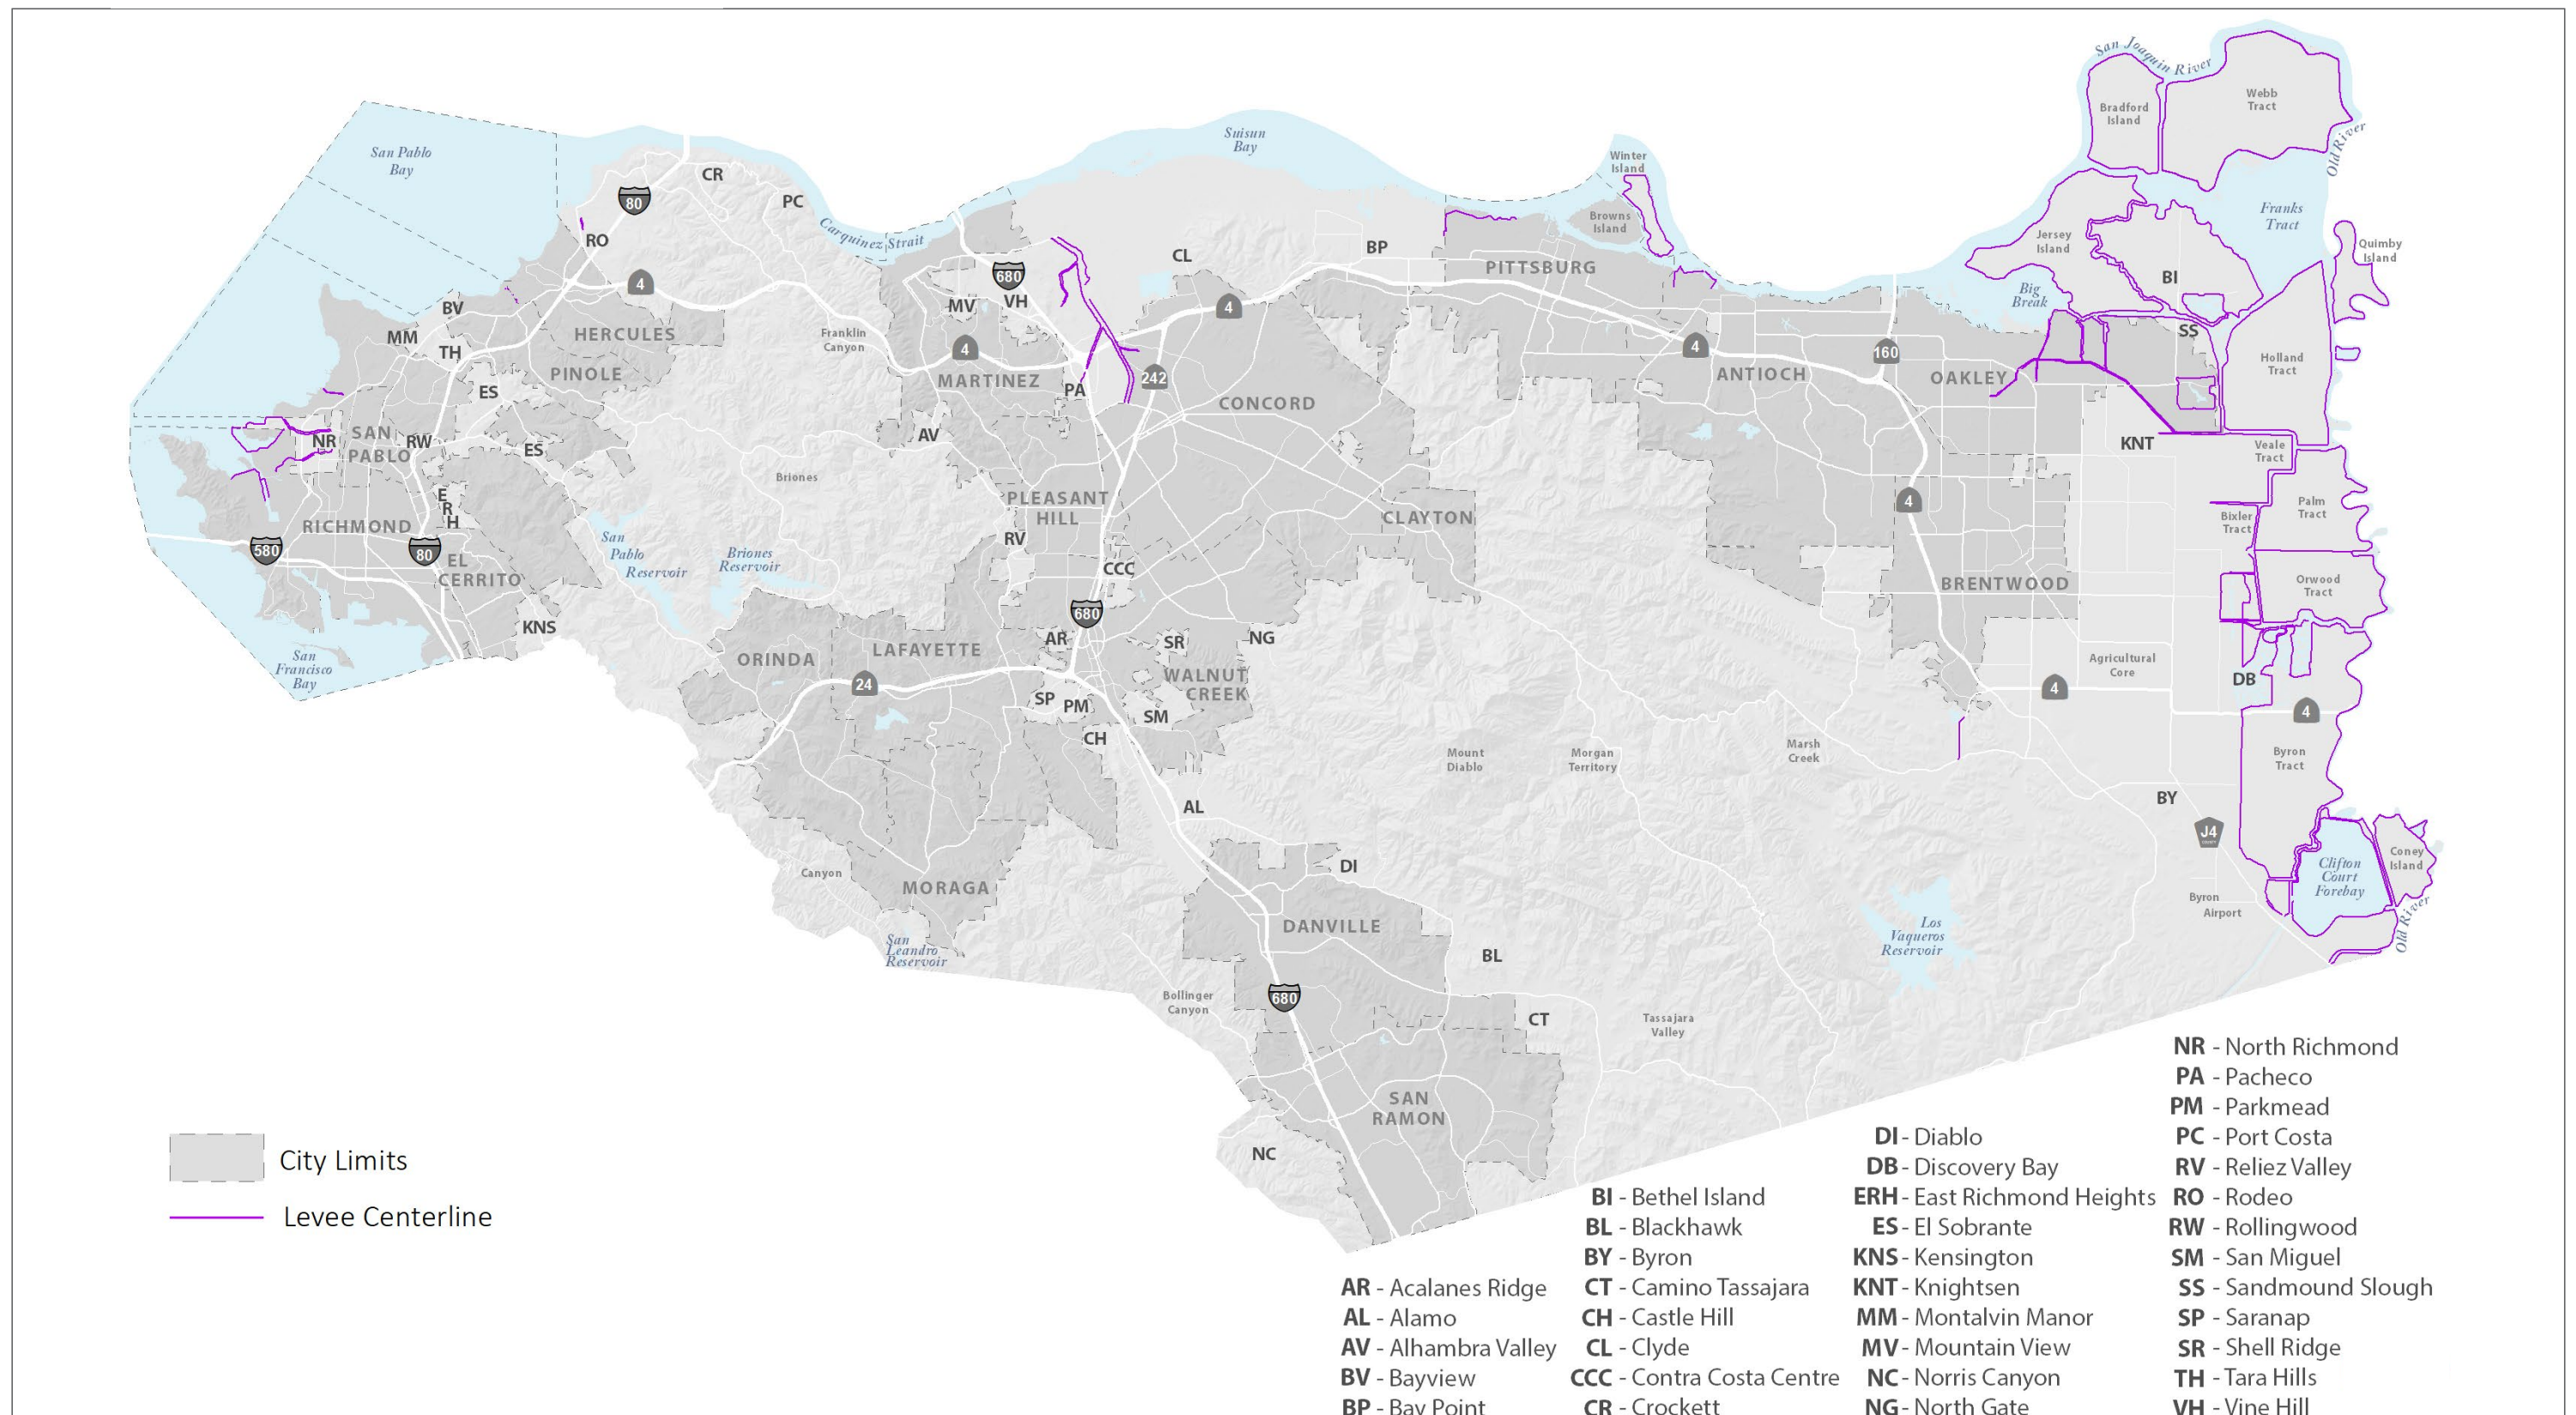 San Joaquin River
Webb
Tract
Bradford
Island
Old River
San Pablo
Bay
Suisun
Bay
Winter
Island
CR
80
PC
Browns
Island
Franks
Tract
RO
Carquinez Strait
Jersey
Island
Quimby
Island
CL
BP
PITTSBURG
680
BI
4
MV
VH
Big
Break
BV
4
SS
MM
HERCULES
Franklin
Canyon
TH
4
4
160
Holland
Tract
PINOLE
MARTINEZ
PA
242
ANTIOCH
OAKLEY
ES
CONCORD
NR
SAN
PABLO
RW
AV
ES
KNT
Veale
Tract
Briones
E
R
H
PLEASANT
HILL
4
Palm
Tract
RICHMOND
CLAYTON
Bixler
Tract
580
80
San
Pablo
Reservoir
Briones
Reservoir
RV
EL
CERRITO
CCC
BRENTWOOD
Orwood
Tract
KNS
680
AR
SR
NG
San
Francisco
Bay
ORINDA
LAFAYETTE
Agricultural
Core
24
WALNUT
CREEK
DB
4
SP
PM
SM
4
CH
Mount
Diablo
Morgan
Territory
Marsh
Creek
Byron
Tract
AL
BY
J4
DI
Clifton
Court
Forebay
Coney
Island
Canyon
MORAGA
Byron
Airport
DANVILLE
Los
Vaqueros
Reservoir
Old River
San
Leandro
Reservoir
BL
680
Bollinger
Canyon
CT
Tassajara
Valley
SAN
RAMON
NC
City Limits
Levee Centerline
AR - Acalanes Ridge
AL - Alamo
AV - Alhambra Valley
BV - Bayview
BP - Bay Point
BI - Bethel Island
BL - Blackhawk
BY - Byron
CT - Camino Tassajara
CH - Castle Hill
CL - Clyde
CCC - Contra Costa Centre
CR - Crockett
DI - Diablo
DB - Discovery Bay
ERH - East Richmond Heights
ES - El Sobrante
KNS - Kensington
KNT - Knightsen
MM - Montalvin Manor
MV - Mountain View
NC - Norris Canyon
NG - North Gate
NR - North Richmond
PA - Pacheco
PM - Parkmead
PC - Port Costa
RV - Reliez Valley
RO - Rodeo
RW - Rollingwood
SM - San Miguel
SS - Sandmound Slough
SP - Saranap
SR - Shell Ridge
TH - Tara Hills
VH - Vine Hill